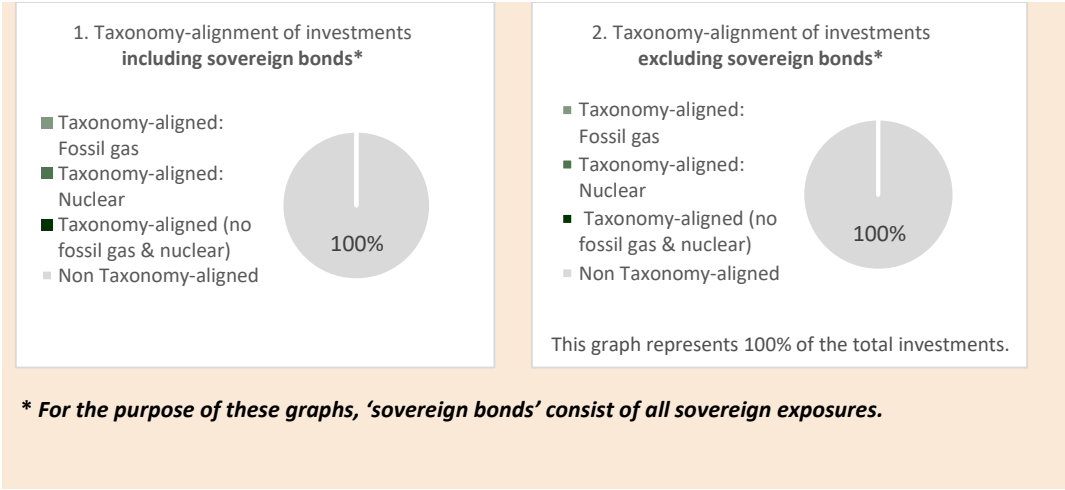 1. Taxonomy-alignment of investments
including sovereign bonds*
Taxonomy-aligned:
Fossil gas
Taxonomy-aligned:
Nuclear
Taxonomy-aligned (no
fossil gas & nuclear)
Non Taxonomy-aligned
100%
2. Taxonomy-alignment of investments
excluding sovereign bonds*
Taxonomy-aligned:
Fossil gas
Taxonomy-aligned:
Nuclear
Taxonomy-aligned (no
fossil gas & nuclear)
Non Taxonomy-aligned
100%
This graph represents 100% of the total investments.
* For the purpose of these graphs, ‘sovereign bonds’ consist of all sovereign exposures.